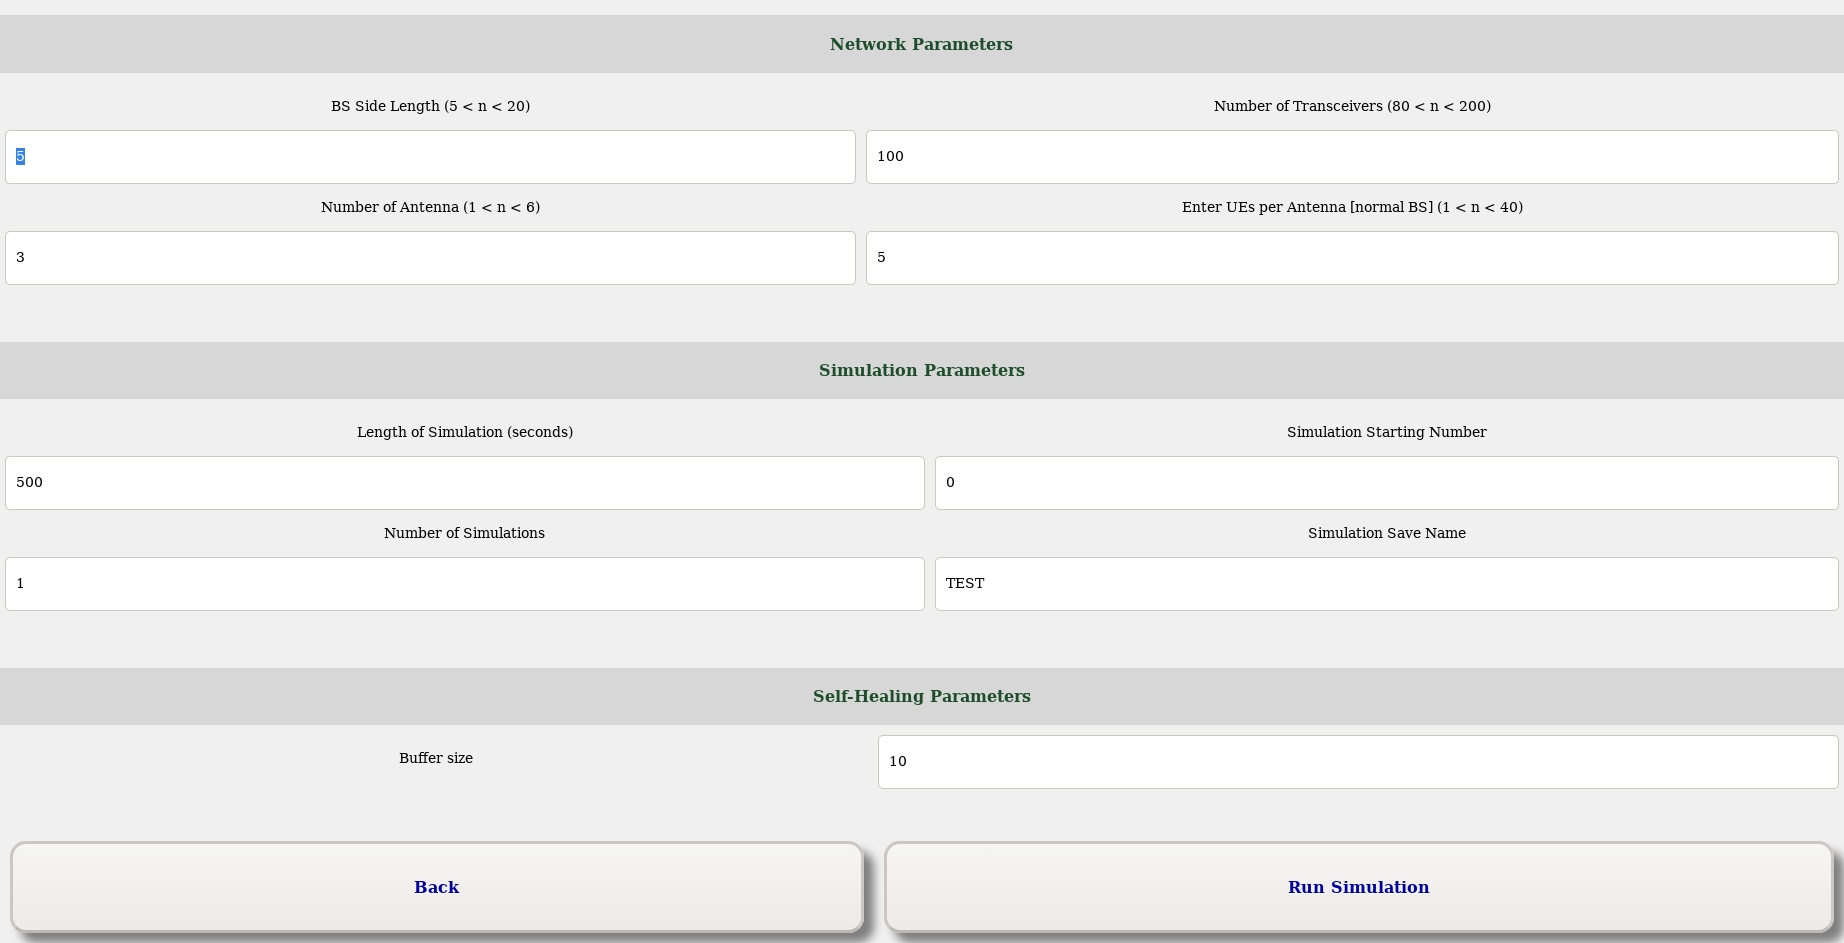 Network Parameters
BS Side Length (5 < n < 20)
Number of Transceivers (80 < n < 200)
5
100
Number of Antenna (1 < n < 6)
Enter UEs per Antenna [normal BS] (1 < n < 40)
3
5
Simulation Parameters
Length of Simulation (seconds)
Simulation Starting Number
500
0
Number of Simulations
Simulation Save Name
1
TEST
Self-Healing Parameters
Buffer size
10
Back
Run Simulation